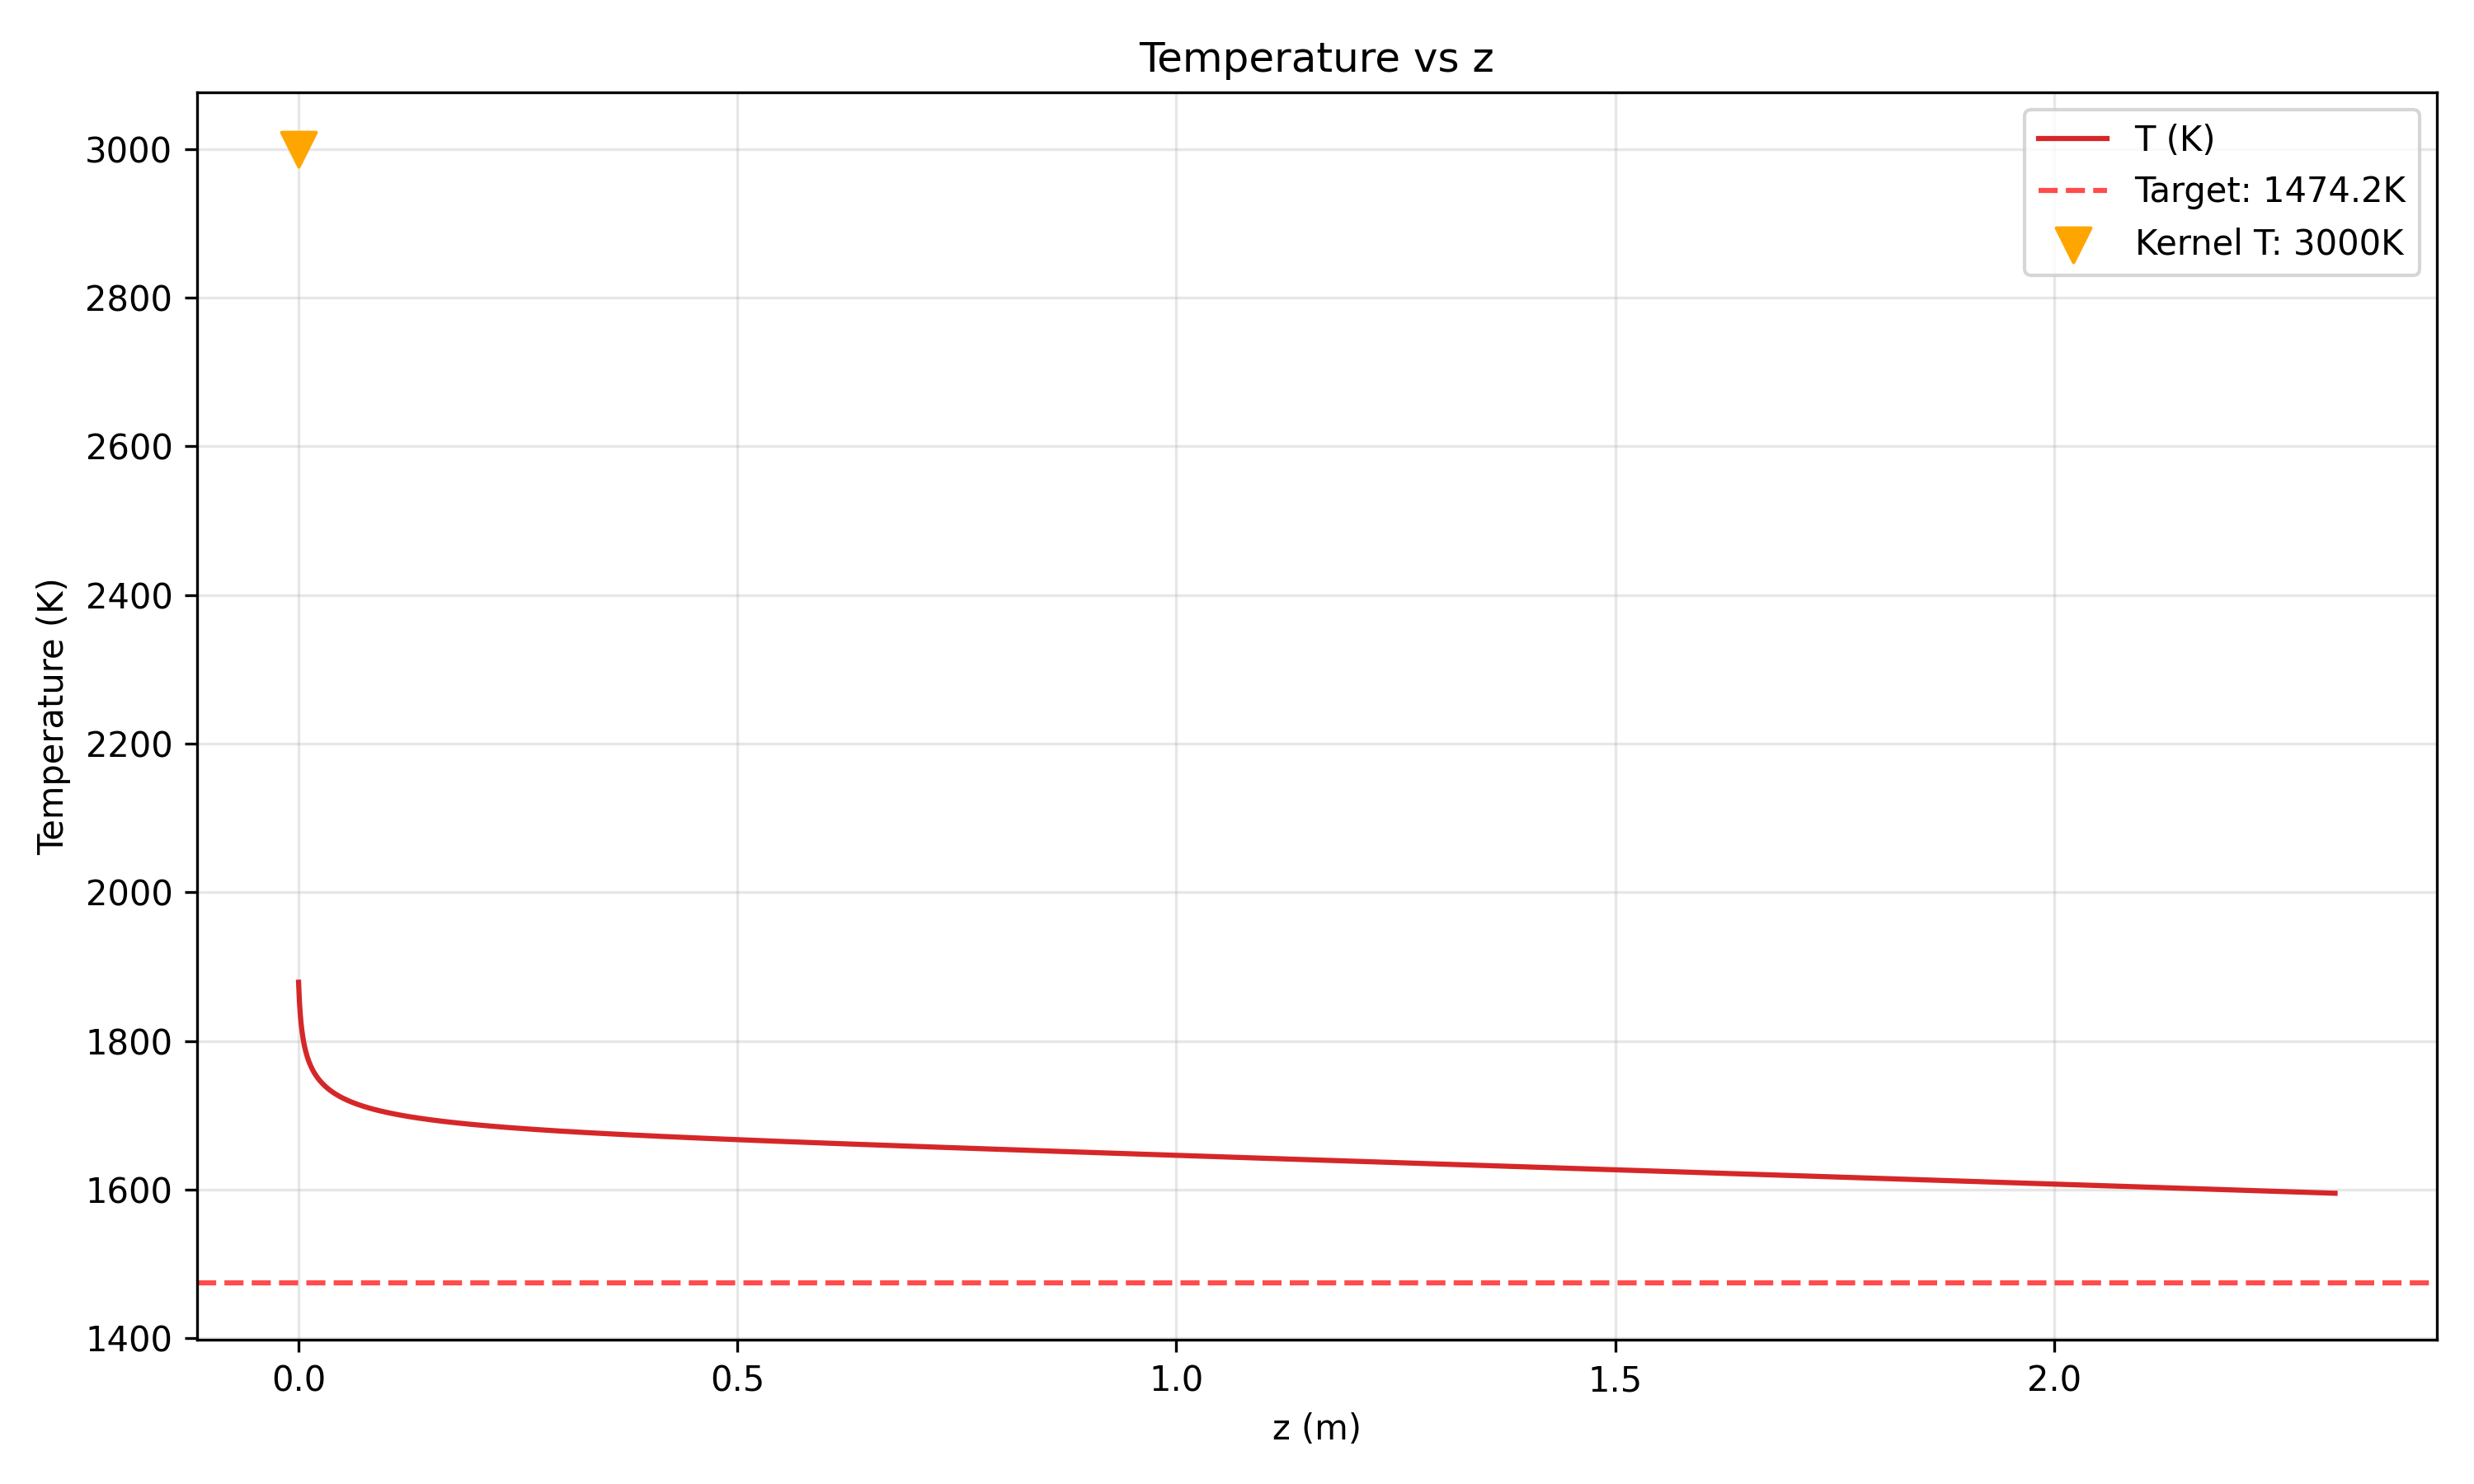 Temperature vs z
T (K)
Target: 1474.2K
Kernel T: 3000K
Temperature (K)
3000
2800
2600
2400
2200
2000
1800
1600
1400
0.0 0.5 1.0 1.5 2.0
z (m)